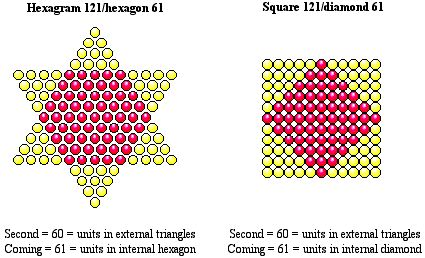 Hexagram 121/hexagon 61
Square 121/diamond 61
Second = 60 = units in external triangles
Coming = 61 = units in internal hexagon
Second = 60 = units in external triangles
Coming = 61 = units in internal diamond